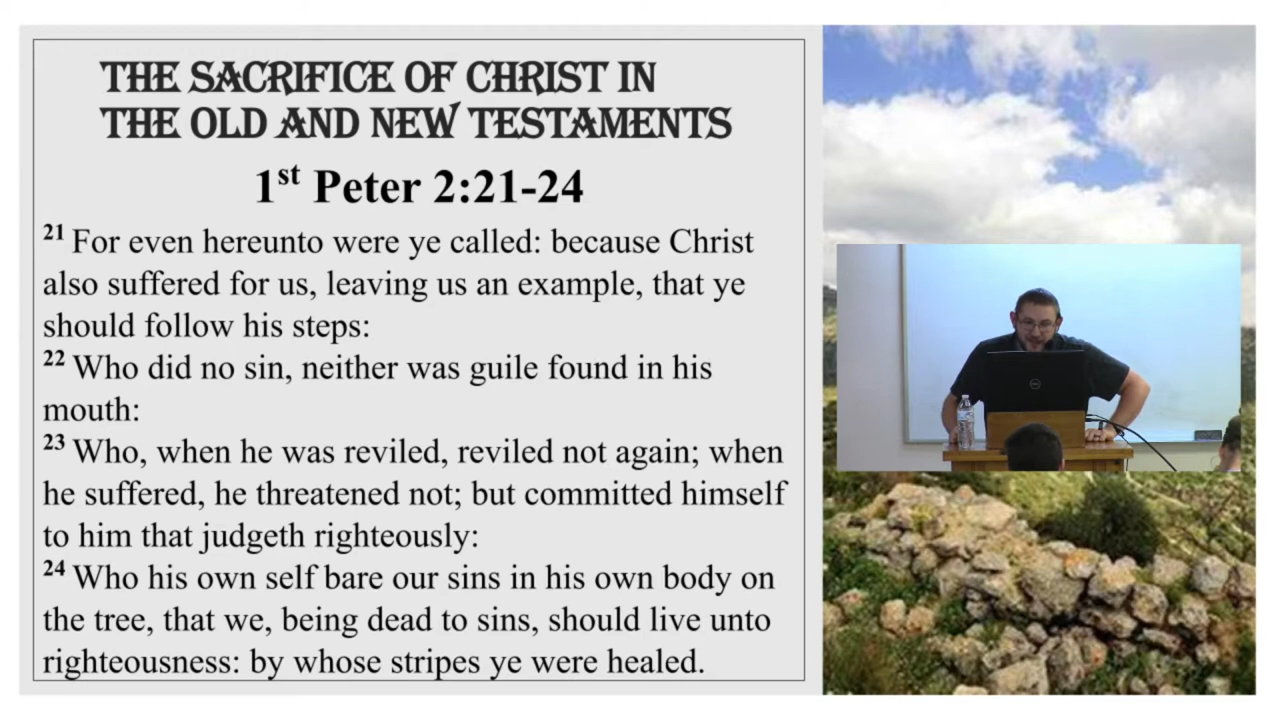 THE SACRIFICE OF CHRIST IN
THE OLD AND NEW TESTAMENTS
1st Peter 2:21-24
21 For even hereunto were ye called: because Christ
also suffered for us, leaving us an example, that ye
should follow his steps:
22 Who did no sin, neither was guile found in his
mouth:
23 Who, when he was reviled, reviled not again; when
he suffered, he threatened not; but committed himself
to him that judgeth righteously:
24 Who his own self bare our sins in his own body on
the tree, that we, being dead to sins, should live unto
righteousness: by whose stripes ye were healed.